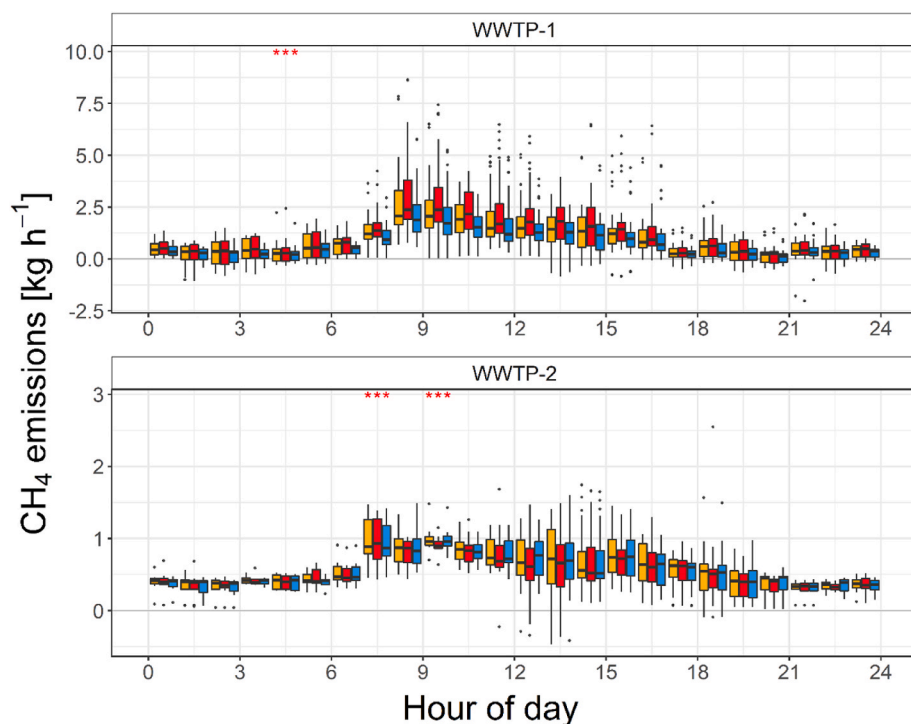 WWTP-1
***
10.0
7.5
5.0
2.5
0.0
-2.5
0 3 6 9 12 15 18 21 24
WWTP-2
*** ***
3
2
1
0
0 3 6 9 12 15 18 21 24
CH₄ emissions [kg h⁻¹]
Hour of day